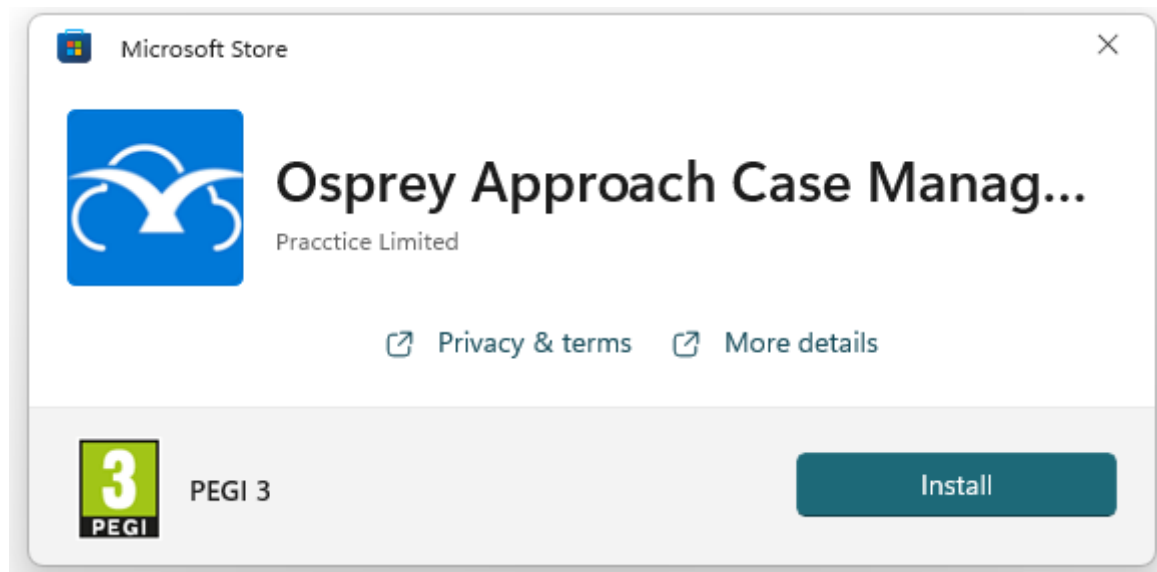 Microsoft Store
Osprey Approach Case Manag...
Pracctice Limited
Privacy & terms More details
3
PEGI
PEGI 3
Install